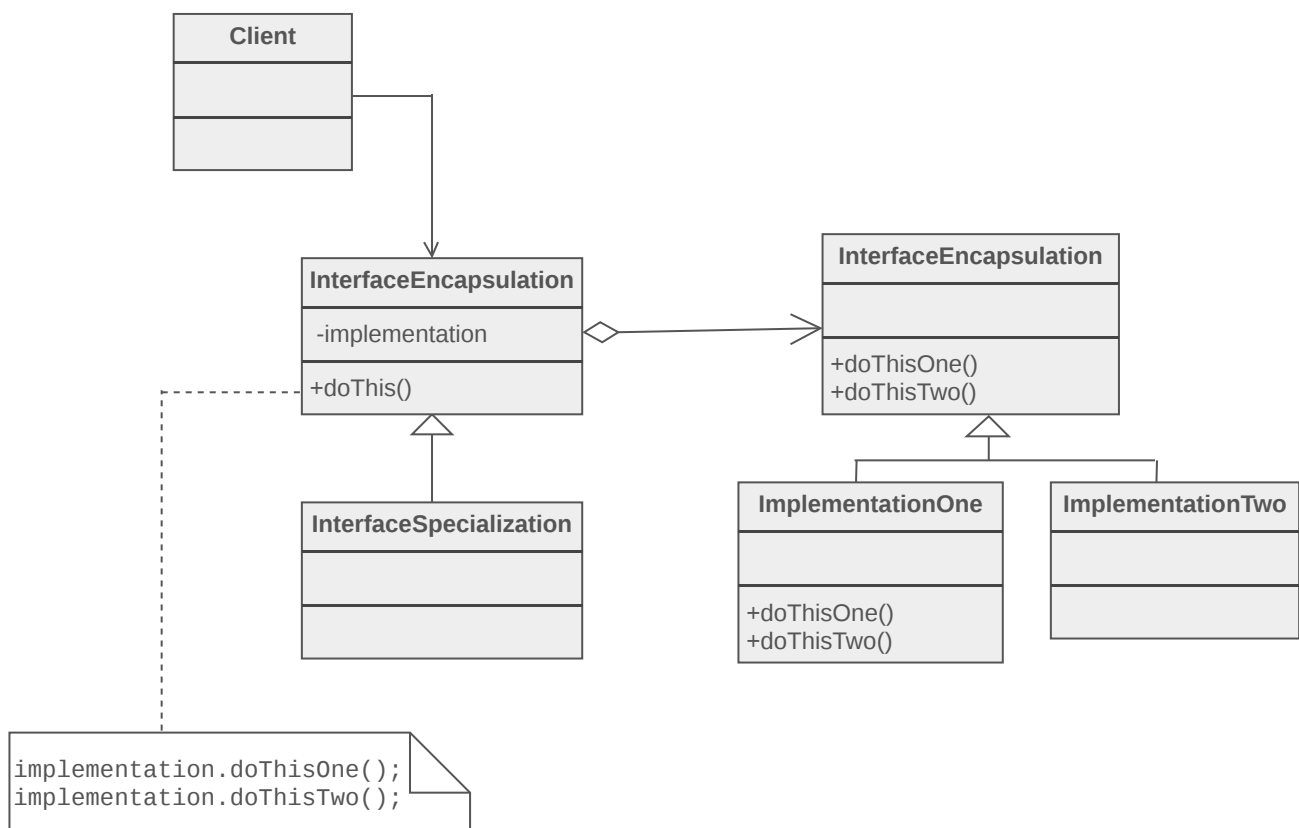 Client
InterfaceEncapsulation
-implementation
+doThis()
InterfaceEncapsulation
+doThisOne()
+doThisTwo()
InterfaceSpecialization
ImplementationOne
+doThisOne()
+doThisTwo()
ImplementationTwo
implementation.doThisOne();
implementation.doThisTwo();